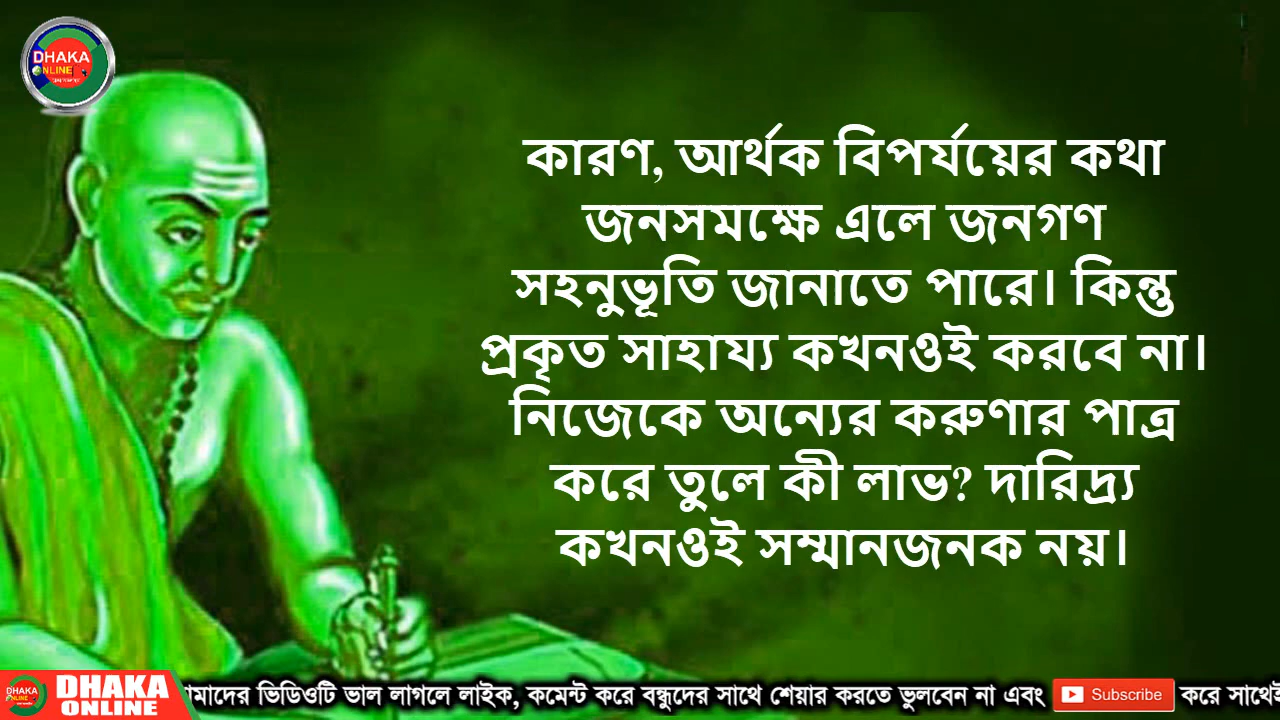 DHAKA
ONLINE
কারণ, আর্থক বিপর্যয়ের কথা
জনসমক্ষে এলে জনগণ
সহনুভূতি জানাতে পারে। কিন্তু
প্রকৃত সাহায্য কখনওই করবে না।
নিজেকে অন্যের করুণার পাত্র
করে তুলে কী লাভ? দারিদ্র্য
কখনওই সম্মানজনক নয়।
DHAKA
ONLINE
ভিডিওটি ভাল লাগলে লাইক, কমেন্ট করে বন্ধুদের সাথে শেয়ার করতে ভুলবেন না এবং Subscribe করে সাথেই